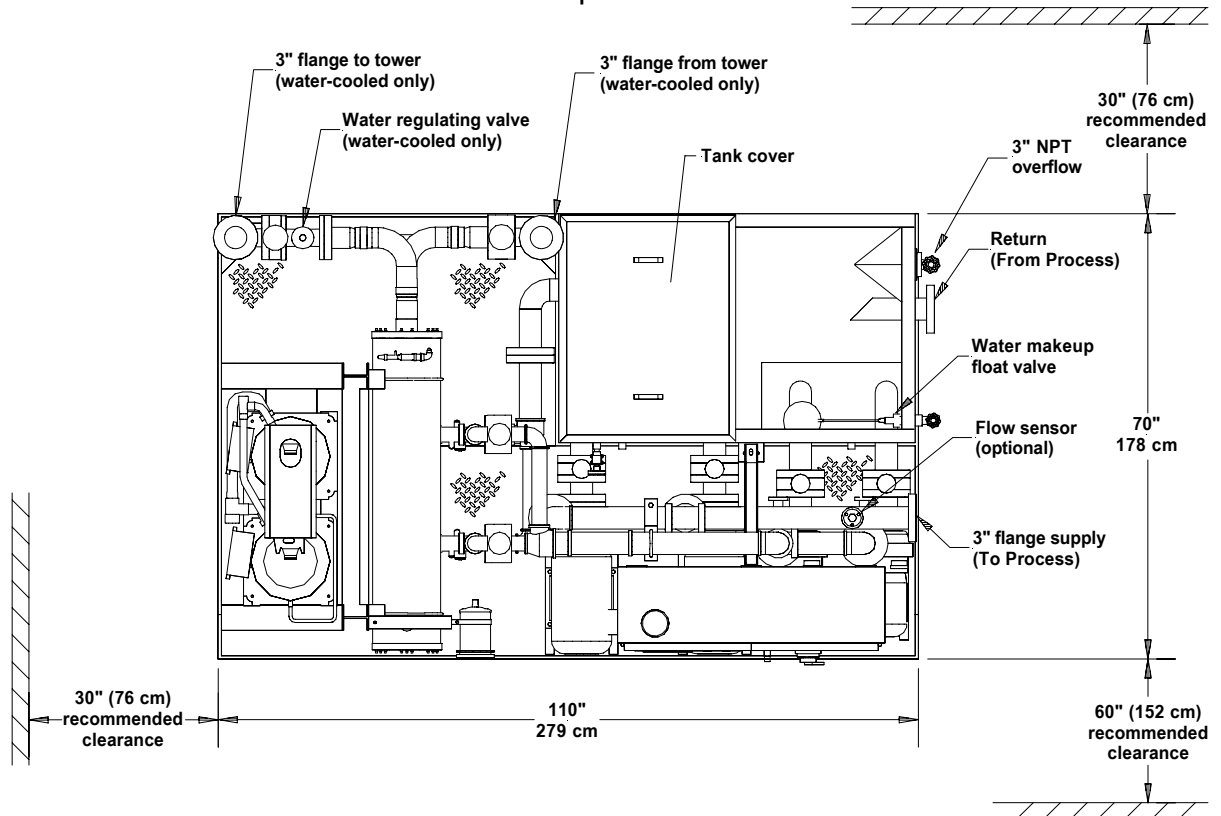 3" flange to tower
(water-cooled only)
Water regulating valve
(water-cooled only)
3" flange from tower
(water-cooled only)
Tank cover
30" (76 cm)
recommended
clearance
3" NPT
overflow
Return
(From Process)
Water makeup
float valve
Flow sensor
(optional)
70"
178 cm
3" flange supply
(To Process)
30" (76 cm)
recommended
clearance
110"
279 cm
60" (152 cm)
recommended
clearance